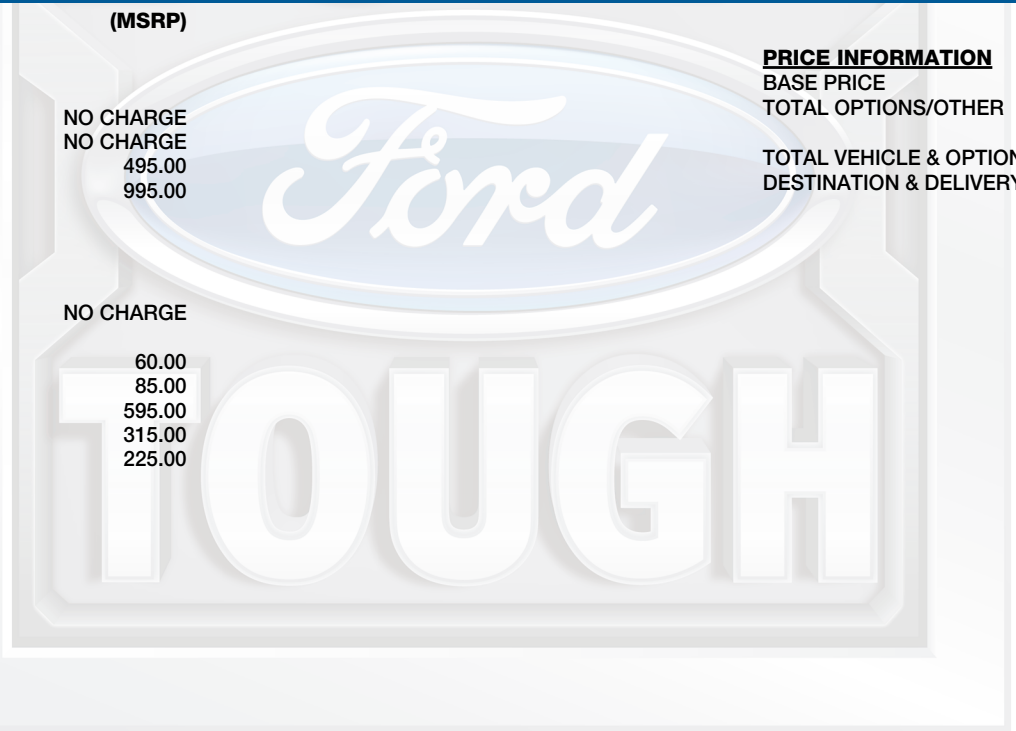 (MSRP)
NO CHARGE
NO CHARGE
495.00
995.00
NO CHARGE
60.00
85.00
595.00
315.00
225.00
PRICE INFORMATION
BASE PRICE
TOTAL OPTIONS/OTHER
TOTAL VEHICLE & OPTION
DESTINATION & DELIVERY
Ford
TOUGH